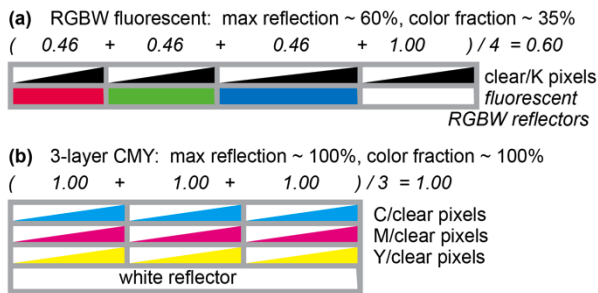 (a) RGBW fluorescent: max reflection ~ 60%, color fraction ~ 35%
( 0.46 + 0.46 + 0.46 + 1.00 ) / 4 = 0.60
clear/K pixels
fluorescent
RGBW reflectors
(b) 3-layer CMY: max reflection ~ 100%, color fraction ~ 100%
( 1.00 + 1.00 + 1.00 ) / 3 = 1.00
C/clear pixels
M/clear pixels
Y/clear pixels
white reflector